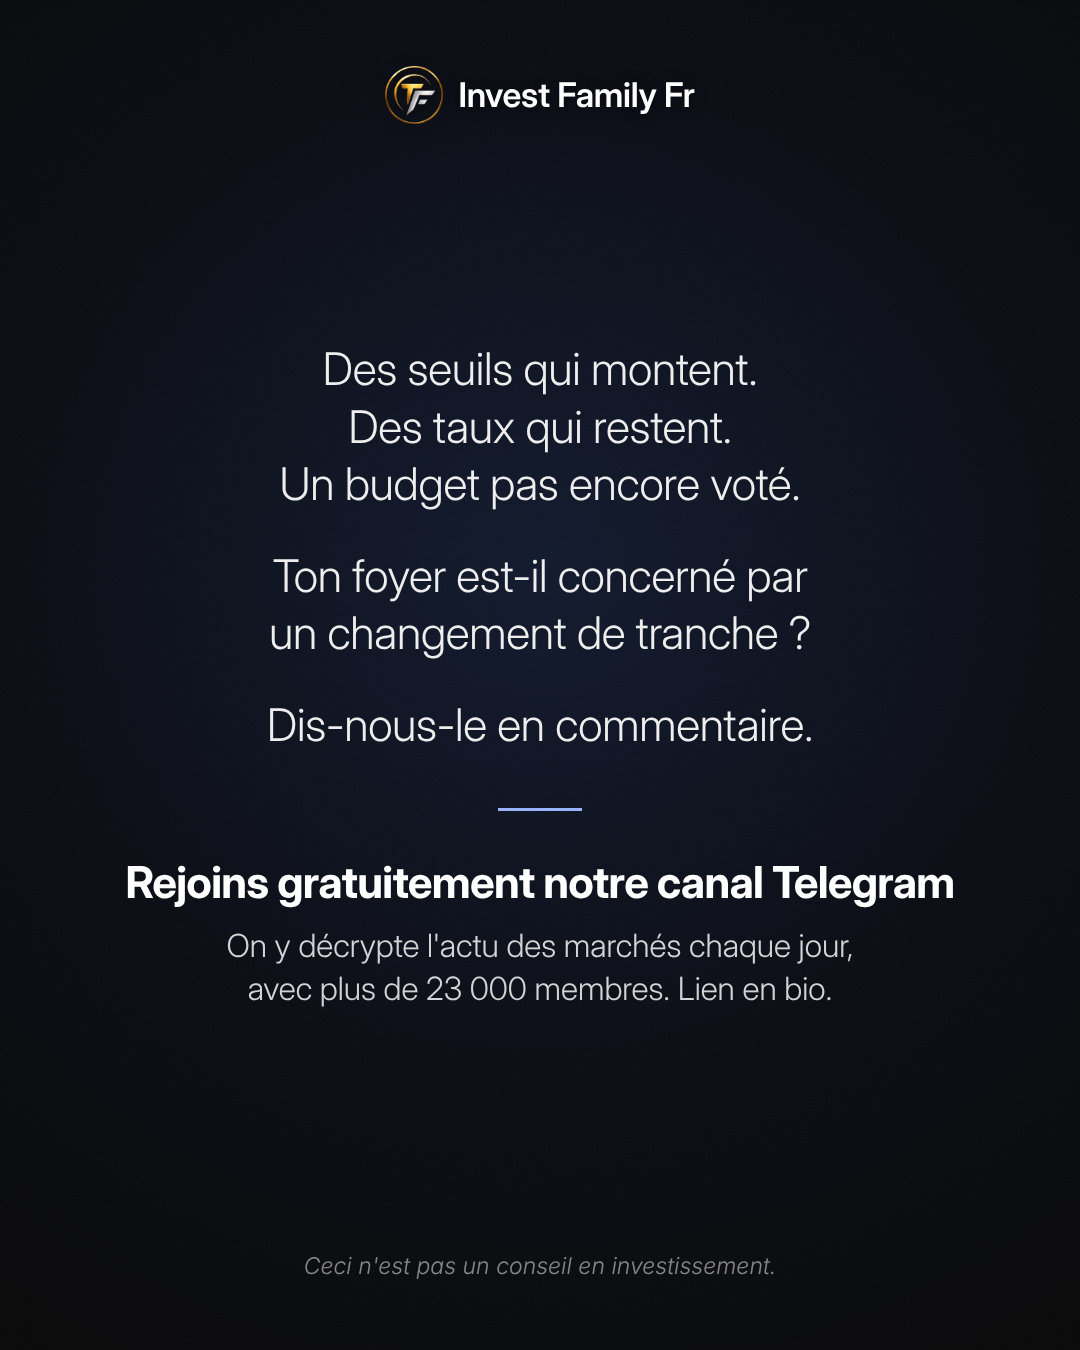 TF Invest Family Fr
Des seuils qui montent.
Des taux qui restent.
Un budget pas encore voté.
Ton foyer est-il concerné par
un changement de tranche ?
Dis-nous-le en commentaire.
Rejoins gratuitement notre canal Telegram
On y décrypte l'actu des marchés chaque jour,
avec plus de 23 000 membres. Lien en bio.
Ceci n'est pas un conseil en investissement.